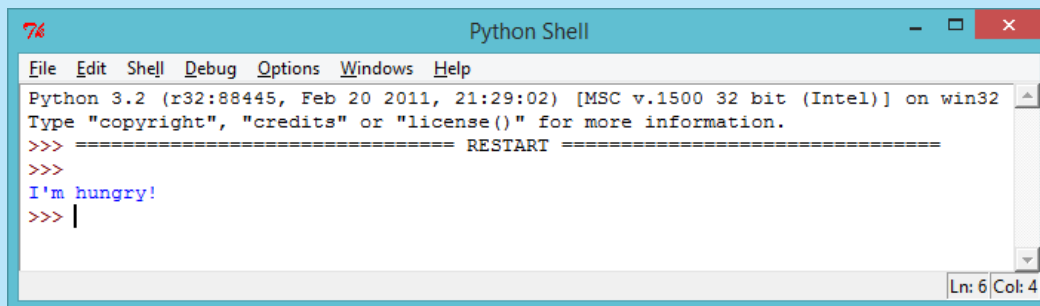 Python Shell
File Edit Shell Debug Options Windows Help
Python 3.2 (r32:88445, Feb 20 2011, 21:29:02) [MSC v.1500 32 bit (Intel)] on win32
Type "copyright", "credits" or "license()" for more information.
>>> ================================ RESTART ================================
>>>
I'm hungry!
>>>
Ln: 6 Col: 4